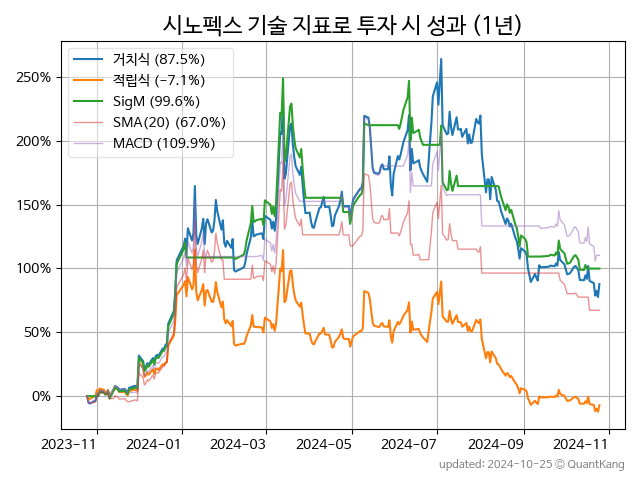 시노펙스 기술 지표로 투자 시 성과 (1년)
거치식 (87.5%)
적립식 (−7.1%)
SigM (99.6%)
SMA(20) (67.0%)
MACD (109.9%)
250%
200%
150%
100%
50%
0%
2023−11 2024−01 2024−03 2024−05 2024−07 2024−09 2024−11
updated: 2024-10-25 ⓒ QuantKang